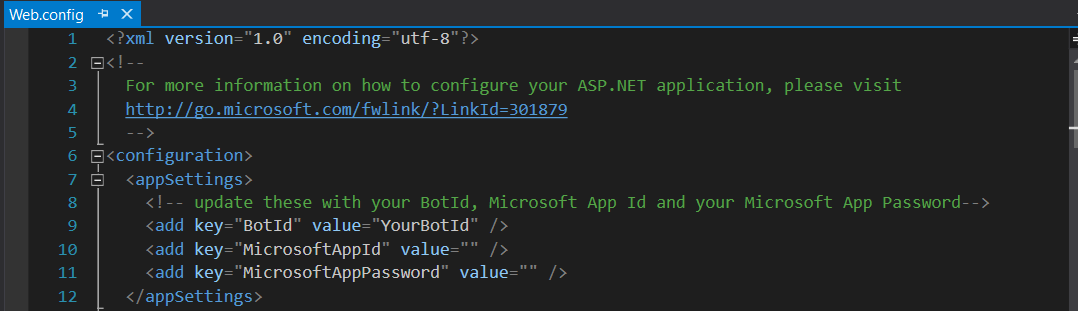 Web.config
1 <?xml version="1.0" encoding="utf-8"?>
2 <!--
3 For more information on how to configure your ASP.NET application, please visit
4 http://go.microsoft.com/fwlink/?LinkId=301879
5 -->
6 <configuration>
7 <appSettings>
8 <!-- update these with your BotId, Microsoft App Id and your Microsoft App Password-->
9 <add key="BotId" value="YourBotId" />
10 <add key="MicrosoftAppId" value="" />
11 <add key="MicrosoftAppPassword" value="" />
12 </appSettings>